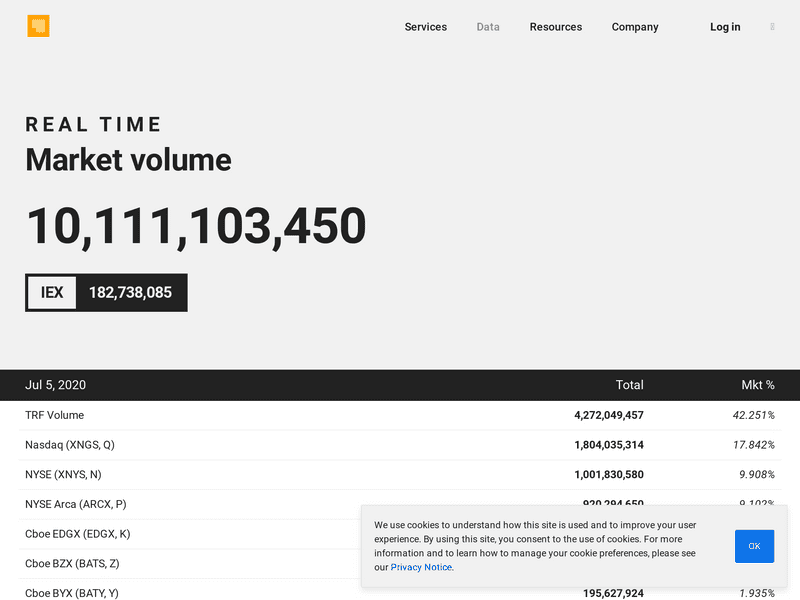 Services Data Resources Company Log in
REAL TIME
Market volume
10,111,103,450
IEX 182,738,085
Jul 5, 2020 Total Mkt %
TRF Volume 4,272,049,457 42.251%
Nasdaq (XNGS, Q) 1,804,035,314 17.842%
NYSE (XNYS, N) 1,001,830,580 9.908%
NYSE Arca (ARCX, P) 920,294,650 9.102%
Cboe EDGX (EDGX, K)
Cboe BZX (BATS, Z)
Cboe BYX (BATY, Y) 195,627,924 1.935%
We use cookies to understand how this site is used and to improve your user
experience. By using this site, you consent to the use of cookies. For more
information and to learn how to manage your cookie preferences, please see
our Privacy Notice.
OK